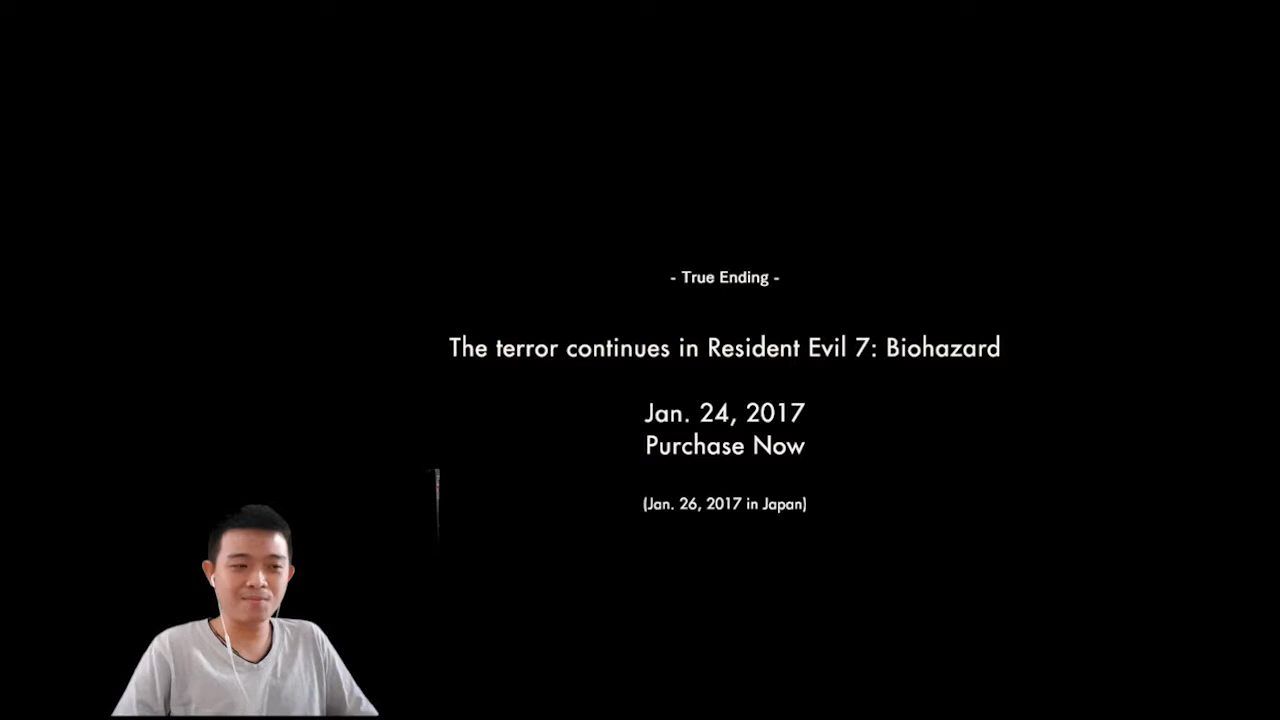 - True Ending -
The terror continues in Resident Evil 7: Biohazard
Jan. 24, 2017
Purchase Now
(Jan. 26, 2017 in Japan)